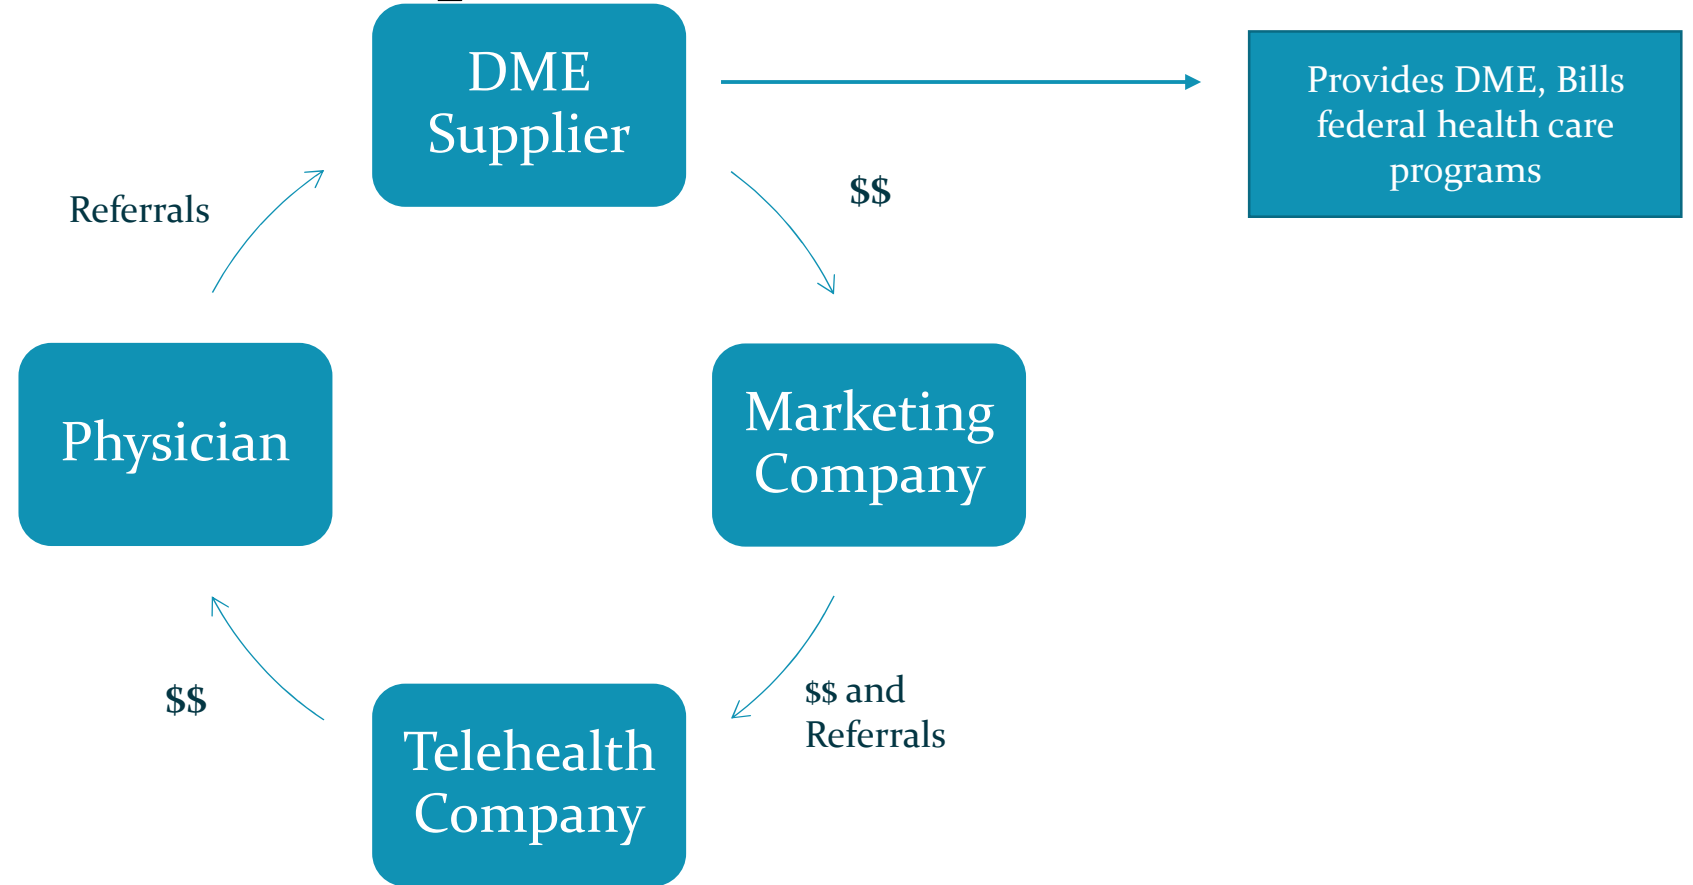 DME
Supplier
Provides DME, Bills
federal health care
programs
Referrals
$$
Physician
Marketing
Company
$$
$$ and
Referrals
Telehealth
Company